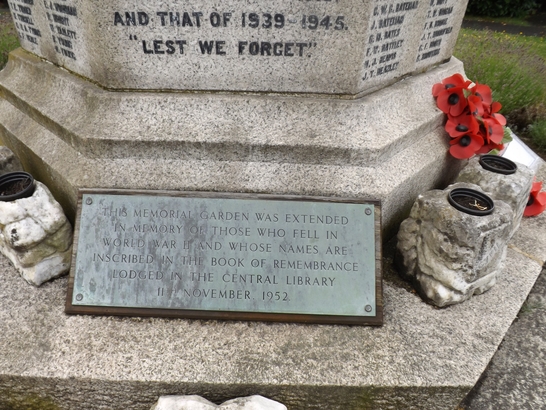 AND THAT OF 1939-1945.
"LEST WE FORGET"
THIS MEMORIAL GARDEN WAS EXTENDED
IN MEMORY OF THOSE WHO FELL IN
WORLD WAR II AND WHOSE NAMES ARE
INSCRIBED IN THE BOOK OF REMEMBRANCE
LODGED IN THE CENTRAL LIBRARY
11TH NOVEMBER 1952